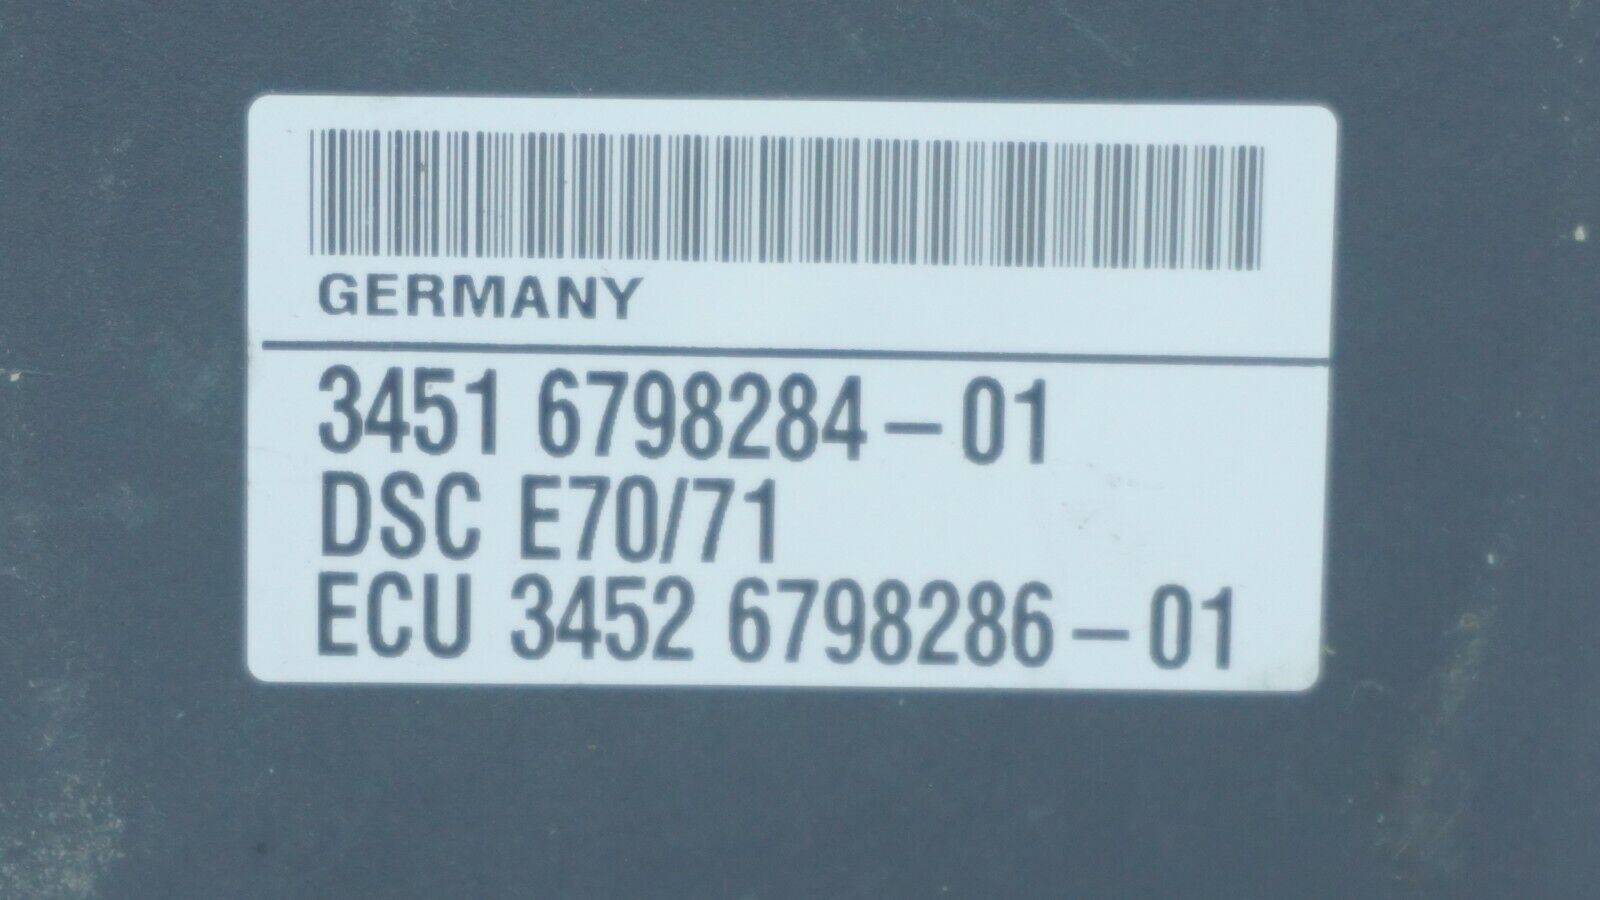 GERMANY
3451 6798284-01
DSC E70/71
ECU 3452 6798286-01